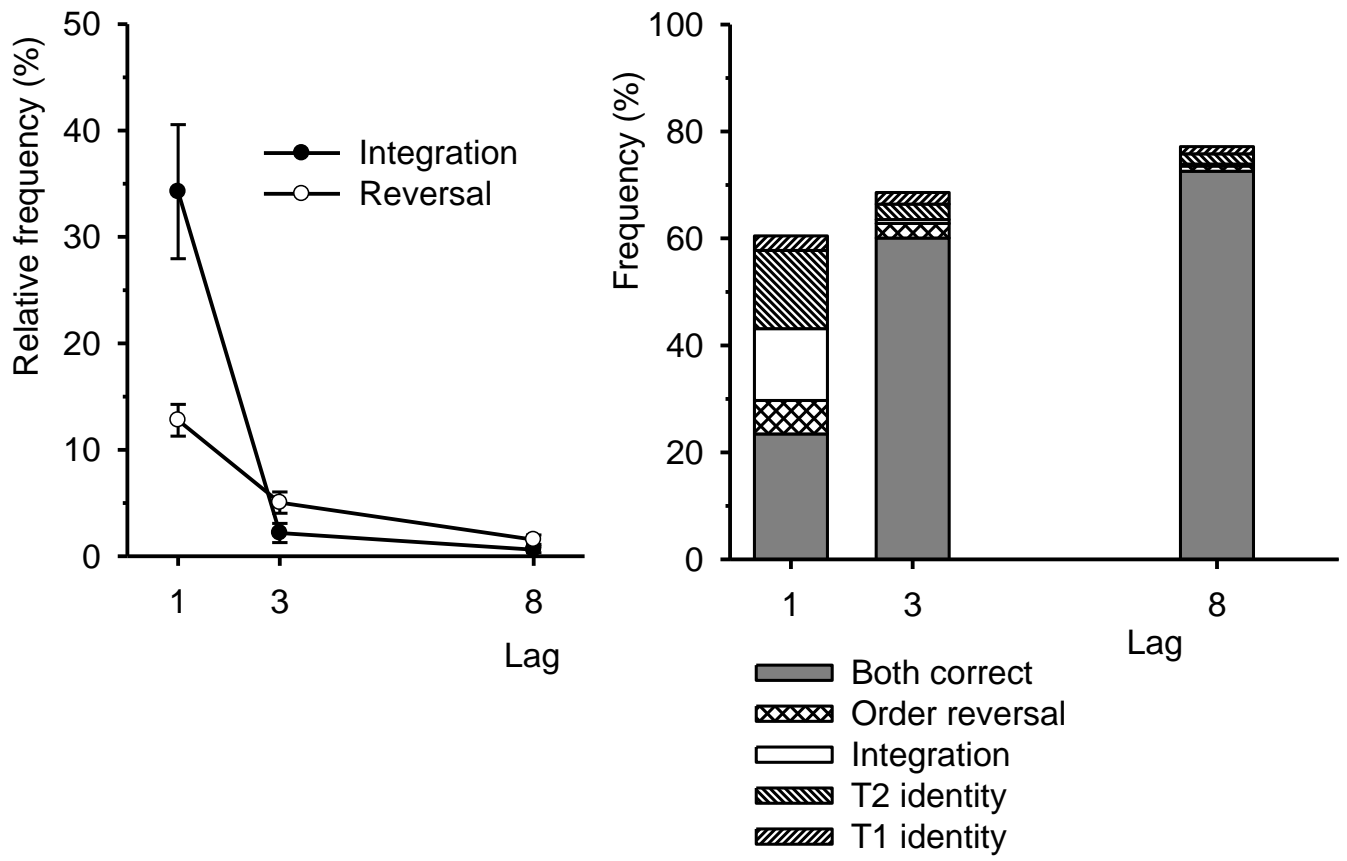 Relative frequency (%)
50
40
30
20
10
0
Integration
Reversal
1 3 8
Lag
Frequency (%)
100
80
60
40
20
0
1 3 8
Lag
Both correct
Order reversal
Integration
T2 identity
T1 identity